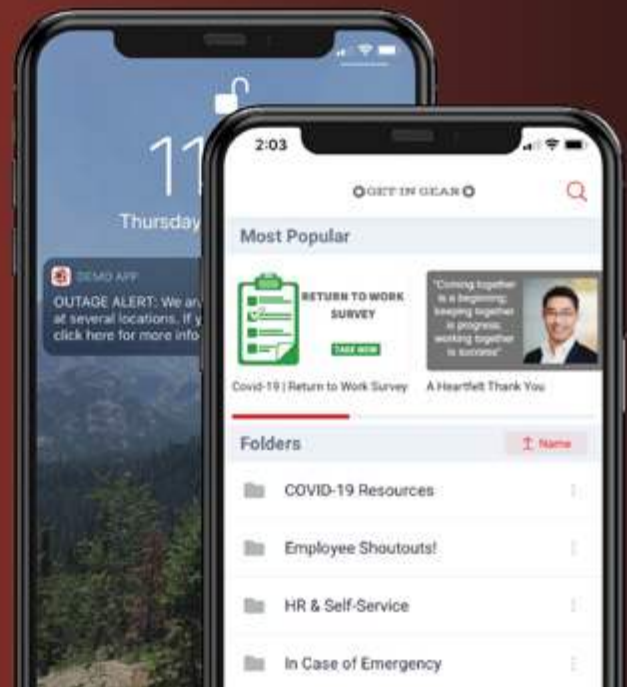 11
Thursday
DEMO APP
OUTAGE ALERT: We
at several locations. If
click here for more info
2:03
GET IN GEAR
Most Popular
RETURN TO WORK
SURVEY
TAKE NOW
"Coming together
is a beginning;
keeping together
is progress;
working together
is success"
Covid-19 | Return to Work Survey
A Heartfelt Thank You
Folders
Name
COVID-19 Resources
Employee Shoutouts!
HR & Self-Service
In Case of Emergency